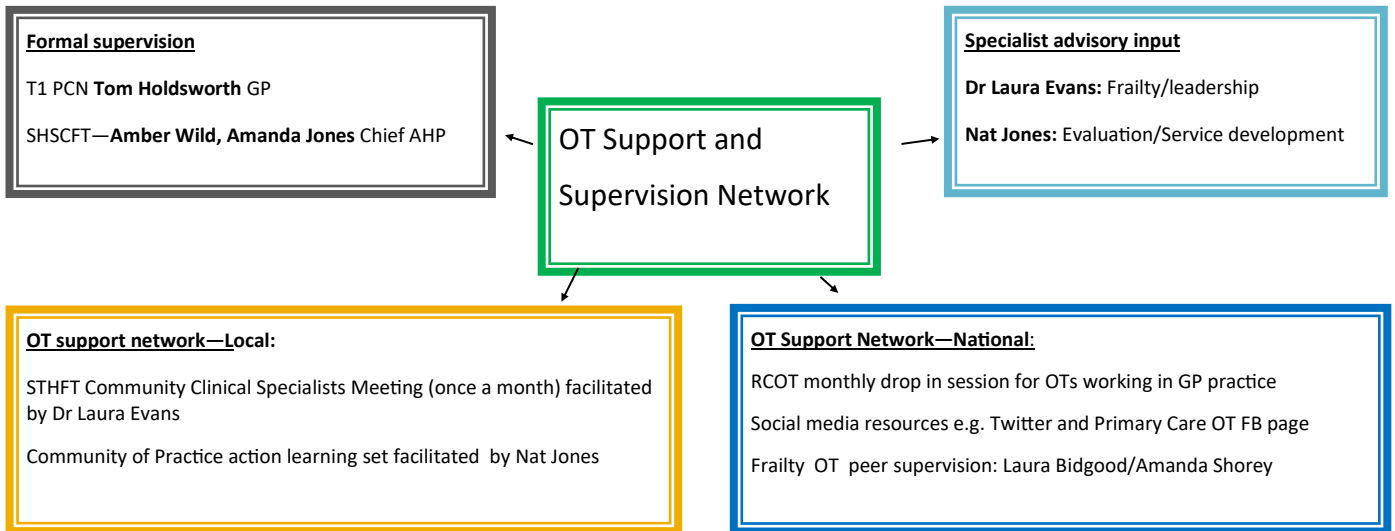 Formal supervision
T1 PCN Tom Holdsworth GP
SHSCFT—Amber Wild, Amanda Jones Chief AHP
Specialist advisory input
Dr Laura Evans: Frailty/leadership
Nat Jones: Evaluation/Service development
OT Support and
Supervision Network
OT support network—Local:
STHFT Community Clinical Specialists Meeting (once a month) facilitated
by Dr Laura Evans
Community of Practice action learning set facilitated  by Nat Jones
OT Support Network—National:
RCOT monthly drop in session for OTs working in GP practice
Social media resources e.g. Twitter and Primary Care OT FB page
Frailty  OT  peer supervision: Laura Bidgood/Amanda Shorey